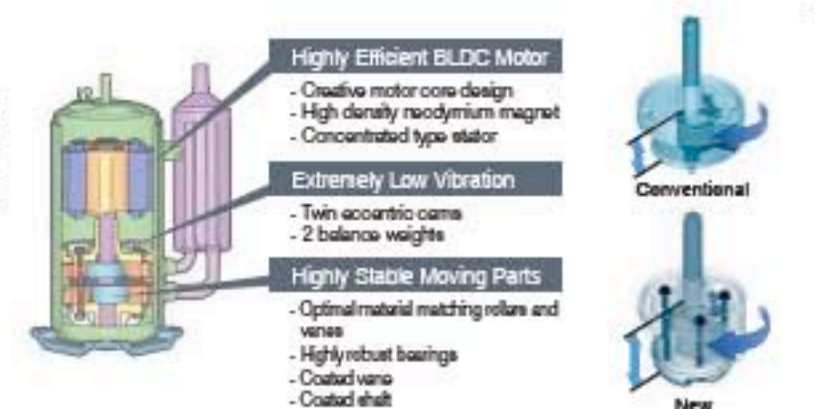 Highly Efficient BLDC Motor
- Creative motor core design
- High density neodymium magnet
- Concentrated type stator
Extremely Low Vibration
- Twin eccentric cams
- 2 balance weights
Highly Stable Moving Parts
- Optimal material matching rollers and
vanes
- Highly robust bearings
- Coated vane
- Coated shaft
Conventional
New